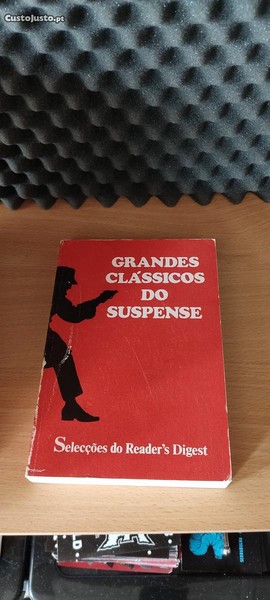 CustoJusto.pt
GRANDES
CLÁSSICOS
DO
SUSPENSE
Selecções do Reader's Digest